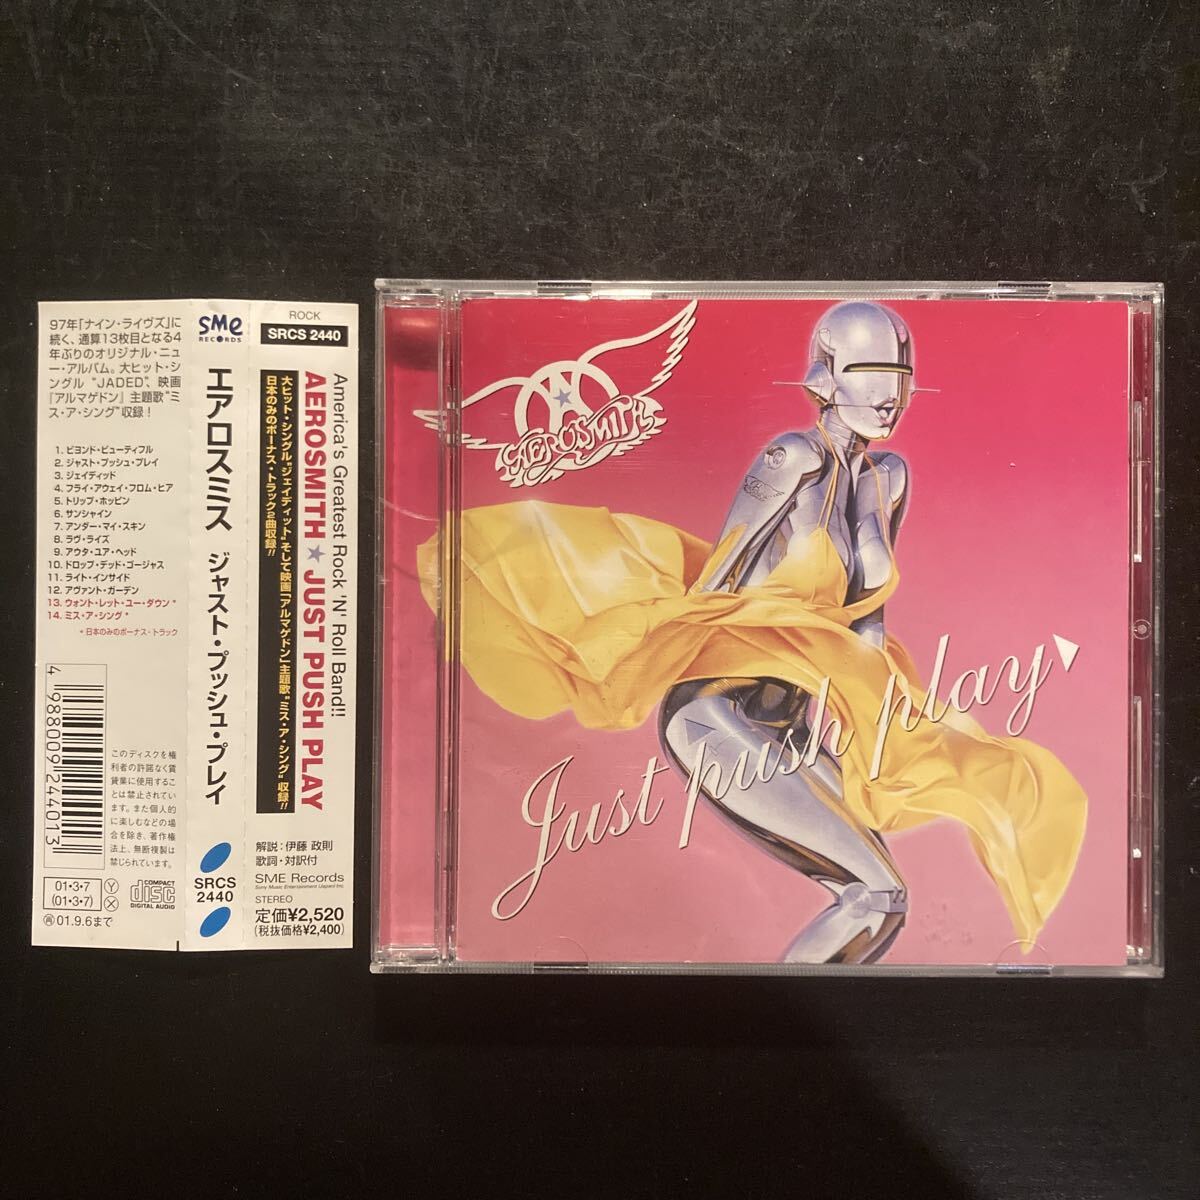 97年「ナイン・ライヴズ」に
続く、通算13枚目となる4
年ぶりのオリジナル・ニュ
ー・アルバム。大ヒット・シ
ングル "JADED"、映画
『アルマゲドン』主題歌"ミ
ス・ア・シング"収録!
1. ビヨンド・ビューティフル
2. ジャスト・プッシュ・プレイ
3. ジェイディッド
4. フライ・アウェイ・フロム・ヒア
5. トリップ・ホッピン
6. サンシャイン
7. アンダー・マイ・スキン
8. ラヴ・ライズ
9. アウタ・ユア・ヘッド
10. ドロップ・デッド・ゴージャス
11. ライト・インサイド
12. アヴァント・ガーデン
13. ウォント・レット・ユー・ダウン *
14. ミス・ア・シング *
* 日本のみのボーナス・トラック
4 988009 244013
このディスクを権
利者の許諾なく賃
貸業に使用するこ
とは禁止されてい
ます。また個人的
に楽しむなどの場
合を除き、著作権
法上、無断複製は
禁じられています。
01・3・7
(01・3・7)
Y
X
再01.9.6まで
COMPACT
disc
DIGITAL AUDIO
SMe
RECORDS
エアロスミス ジャスト・プッシュ・プレイ
SRCS
2440
ROCK
SRCS 2440
America's Greatest Rock 'N' Roll Band!!
AEROSMITH ★ JUST PUSH PLAY
大ヒット・シングル"ジェイディッド"そして映画「アルマゲドン」主題歌"ミス・ア・シング"収録!!
日本のみのボーナス・トラック2曲収録!!
解説:伊藤 政則
歌詞・対訳付
SME Records
Sony Music Entertainment (Japan) Inc.
STEREO
定価¥2,520
(税抜価格¥2,400)
AEROSMITH
Just push play